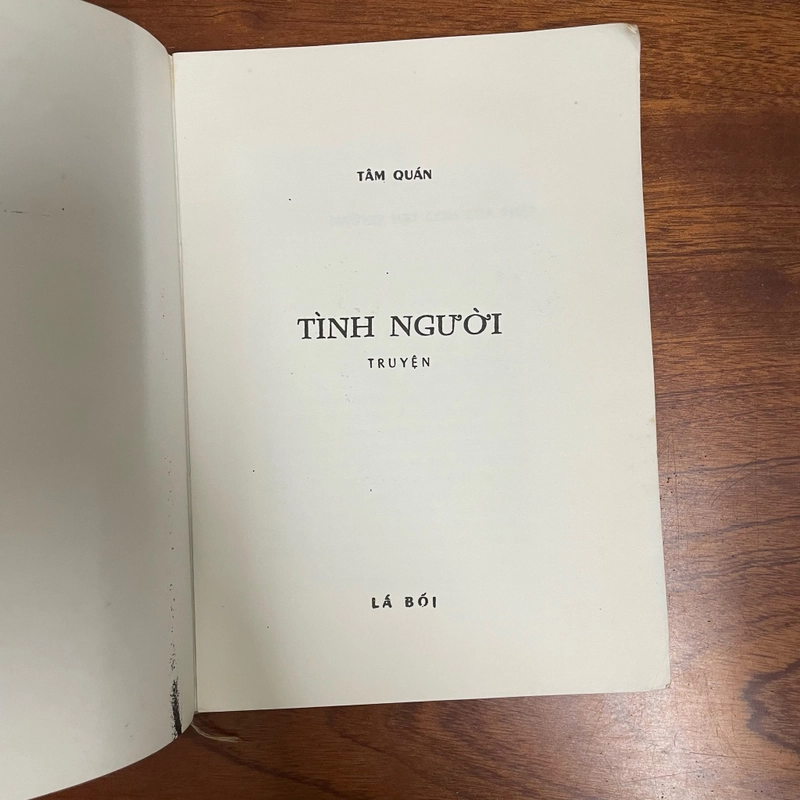 TÂM QUÁN
TÌNH NGƯỜI
TRUYỆN
LÁ BỐI